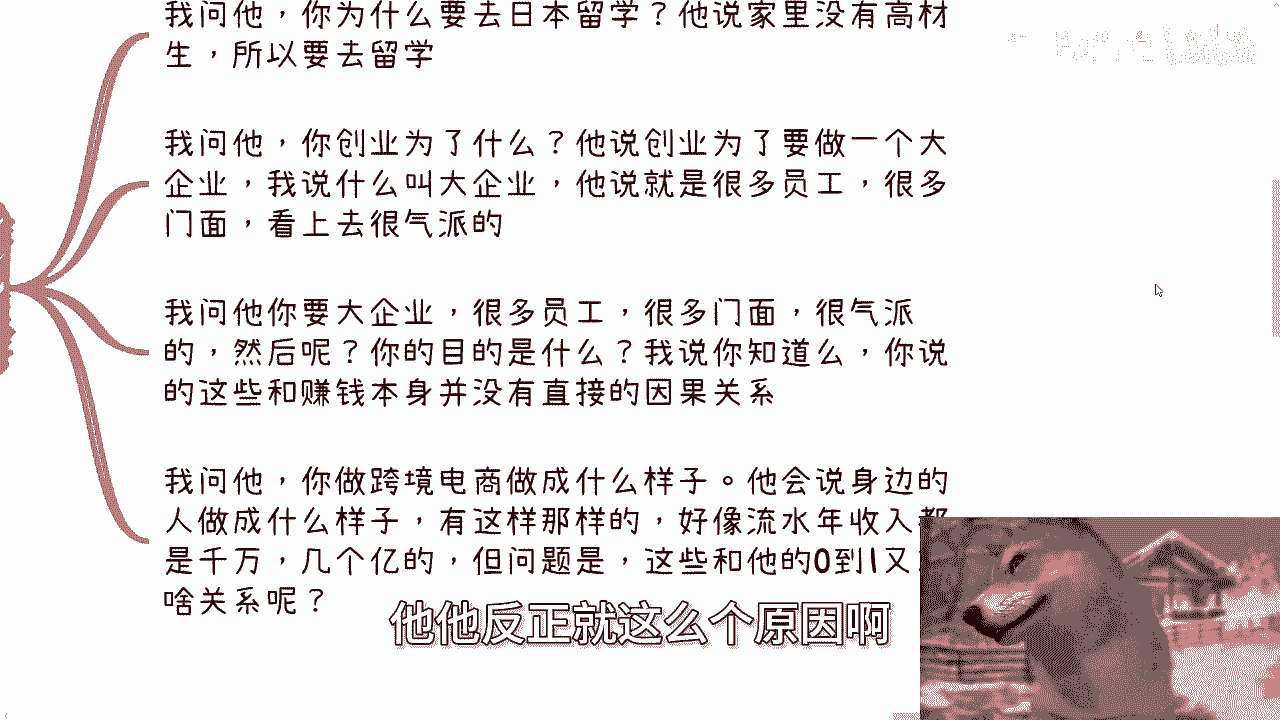 我问他，你为什么要去日本留学？他说家里没有高材
生，所以要去留学
我问他，你创业为了什么？他说创业为了要做一个大
企业，我说什么叫大企业，他说就是很多员工，很多
门面，看上去很气派的
我问他你要大企业，很多员工，很多门面，很气派
的，然后呢？你的目的是什么？我说你知道么，你说
的这些和赚钱本身并没有直接的因果关系
我问他，你做跨境电商做成什么样子。他会说身边的
人做成什么样子，有这样那样的，好像流水年收入都
是千万，几个亿的，但问题是，这些和他的0到1又
啥关系呢？
他他反正就这么个原因啊